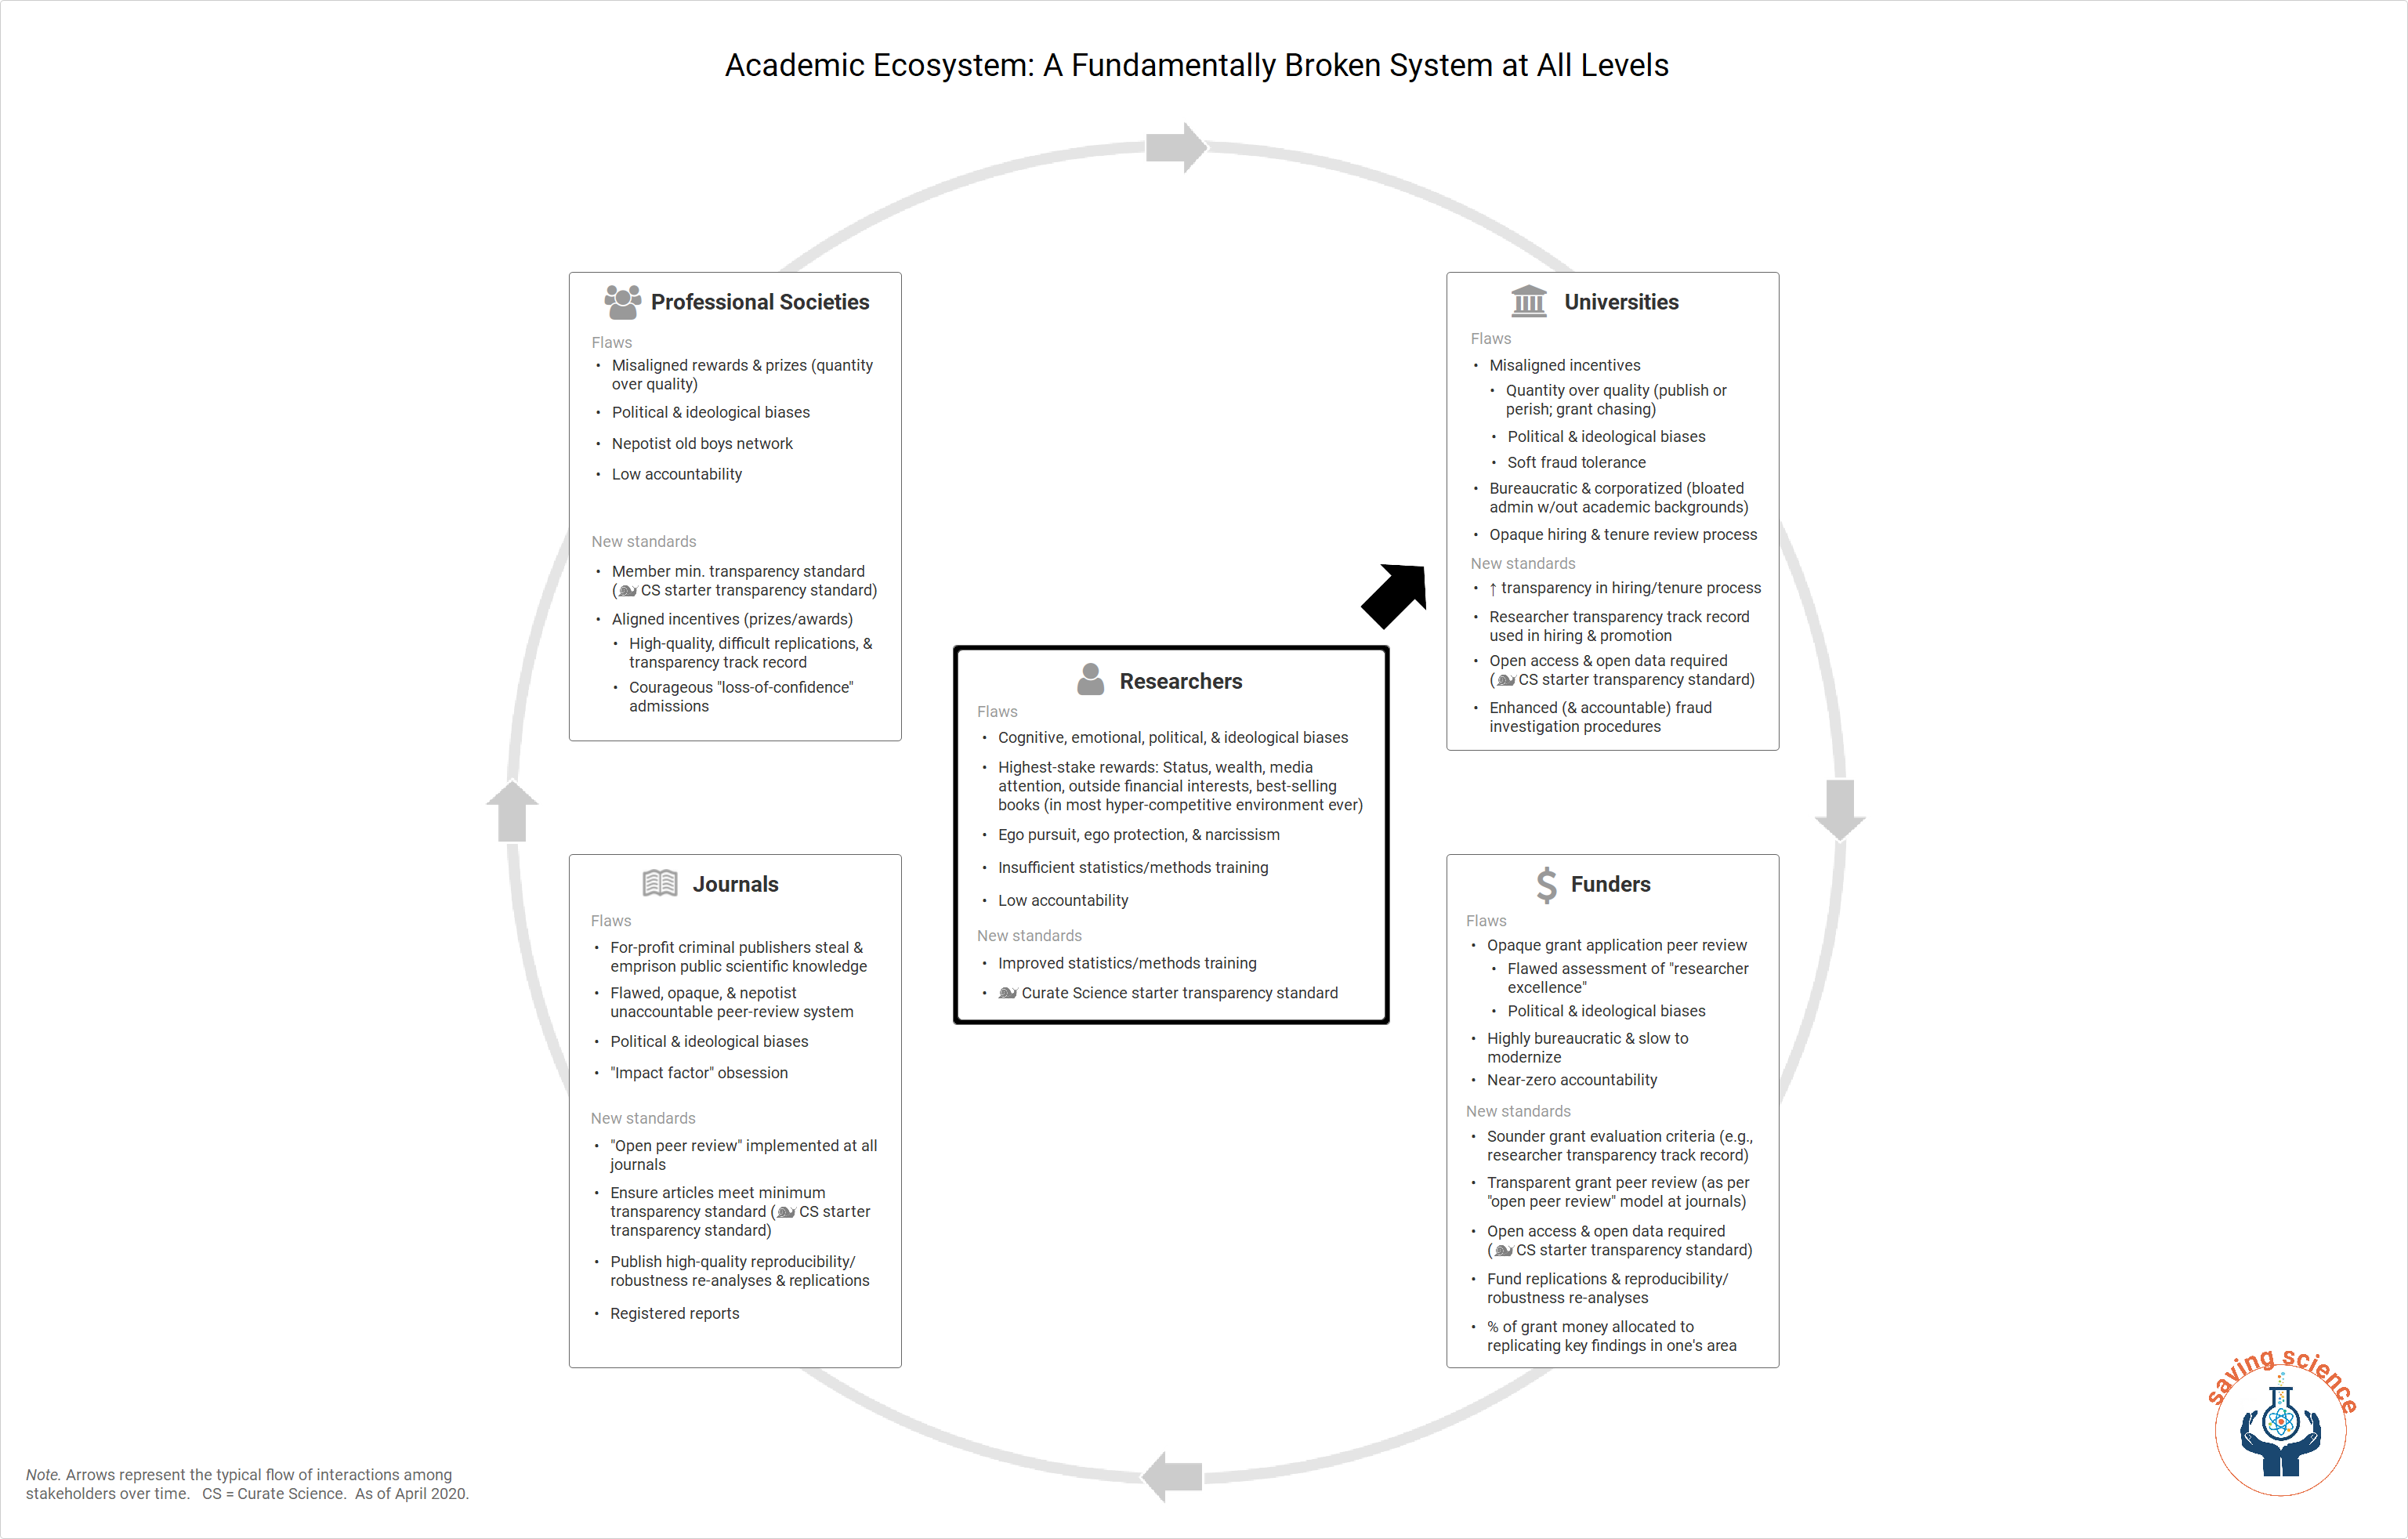 Academic Ecosystem: A Fundamentally Broken System at All Levels
Professional Societies
Flaws
• Misaligned rewards & prizes (quantity
over quality)
• Political & ideological biases
• Nepotist old boys network
• Low accountability
New standards
• Member min. transparency standard
( CS starter transparency standard)
• Aligned incentives (prizes/awards)
• High-quality, difficult replications, &
transparency track record
• Courageous "loss-of-confidence"
admissions
Universities
Flaws
• Misaligned incentives
• Quantity over quality (publish or
perish; grant chasing)
• Political & ideological biases
• Soft fraud tolerance
• Bureaucratic & corporatized (bloated
admin w/out academic backgrounds)
• Opaque hiring & tenure review process
New standards
• ↑ transparency in hiring/tenure process
• Researcher transparency track record
used in hiring & promotion
• Open access & open data required
( CS starter transparency standard)
• Enhanced (& accountable) fraud
investigation procedures
Researchers
Flaws
• Cognitive, emotional, political, & ideological biases
• Highest-stake rewards: Status, wealth, media
attention, outside financial interests, best-selling
books (in most hyper-competitive environment ever)
• Ego pursuit, ego protection, & narcissism
• Insufficient statistics/methods training
• Low accountability
New standards
• Improved statistics/methods training
• Curate Science starter transparency standard
Journals
Flaws
• For-profit criminal publishers steal &
emprison public scientific knowledge
• Flawed, opaque, & nepotist
unaccountable peer-review system
• Political & ideological biases
• "Impact factor" obsession
New standards
• "Open peer review" implemented at all
journals
• Ensure articles meet minimum
transparency standard ( CS starter
transparency standard)
• Publish high-quality reproducibility/
robustness re-analyses & replications
• Registered reports
Funders
Flaws
• Opaque grant application peer review
• Flawed assessment of "researcher
excellence"
• Political & ideological biases
• Highly bureaucratic & slow to
modernize
• Near-zero accountability
New standards
• Sounder grant evaluation criteria (e.g.,
researcher transparency track record)
• Transparent grant peer review (as per
"open peer review" model at journals)
• Open access & open data required
( CS starter transparency standard)
• Fund replications & reproducibility/
robustness re-analyses
• % of grant money allocated to
replicating key findings in one's area
saving science
Note. Arrows represent the typical flow of interactions among
stakeholders over time. CS = Curate Science. As of April 2020.